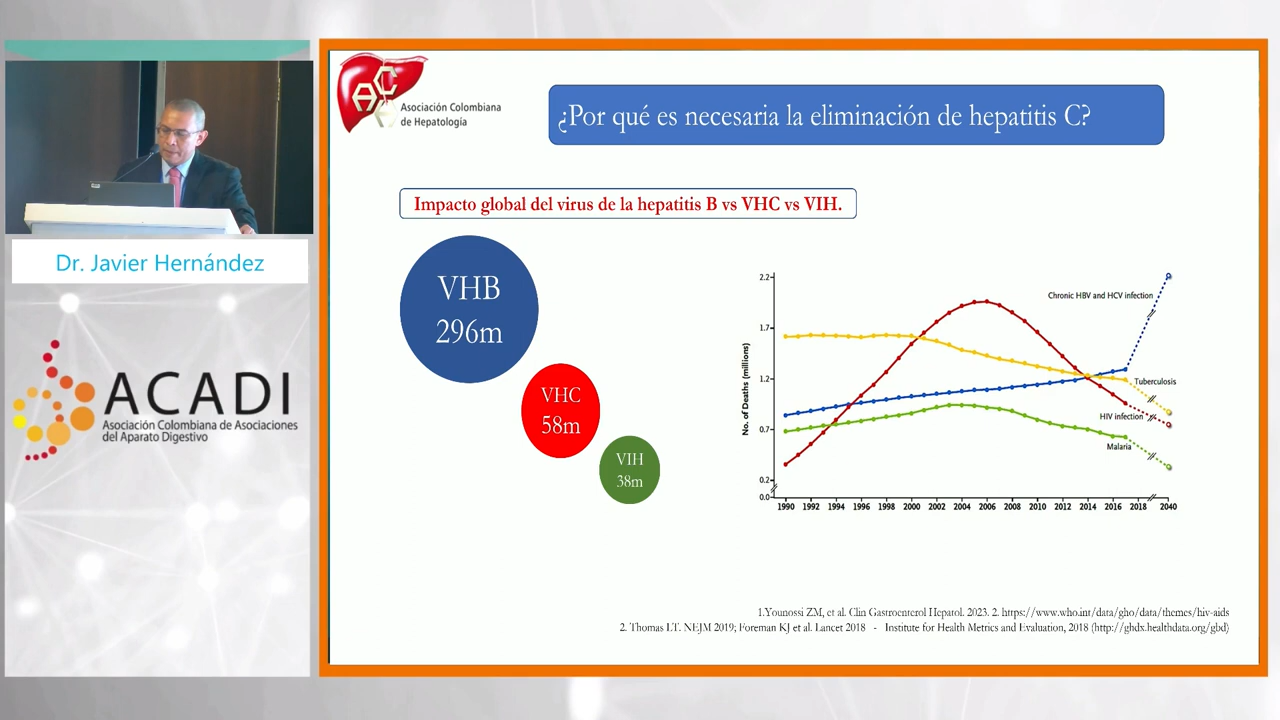 Asociación Colombiana
de Hepatología
¿Por qué es necesaria la eliminación de hepatitis C?
Impacto global del virus de la hepatitis B vs VHC vs VIH.
Dr. Javier Hernández
VHB
296m
VHC
58m
VIH
38m
ACADI
Asociación Colombiana de Asociaciones
del Aparato Digestivo
No. of Deaths (millions)
2.2
1.7
1.2
0.7
0.2
0.0
Chronic HBV and HCV infection
Tuberculosis
HIV infection
Malaria
1990 1992 1994 1996 1998 2000 2002 2004 2006 2008 2010 2012 2014 2016 2018 2040
1.Younossi ZM, et al. Clin Gastroenterol Hepatol. 2023. 2. https://www.who.int/data/gho/data/themes/hiv-aids
2. Thomas LT. NEJM 2019; Foreman KJ et al. Lancet 2018 - Institute for Health Metrics and Evaluation, 2018 (http://ghdx.healthdata.org/gbd)